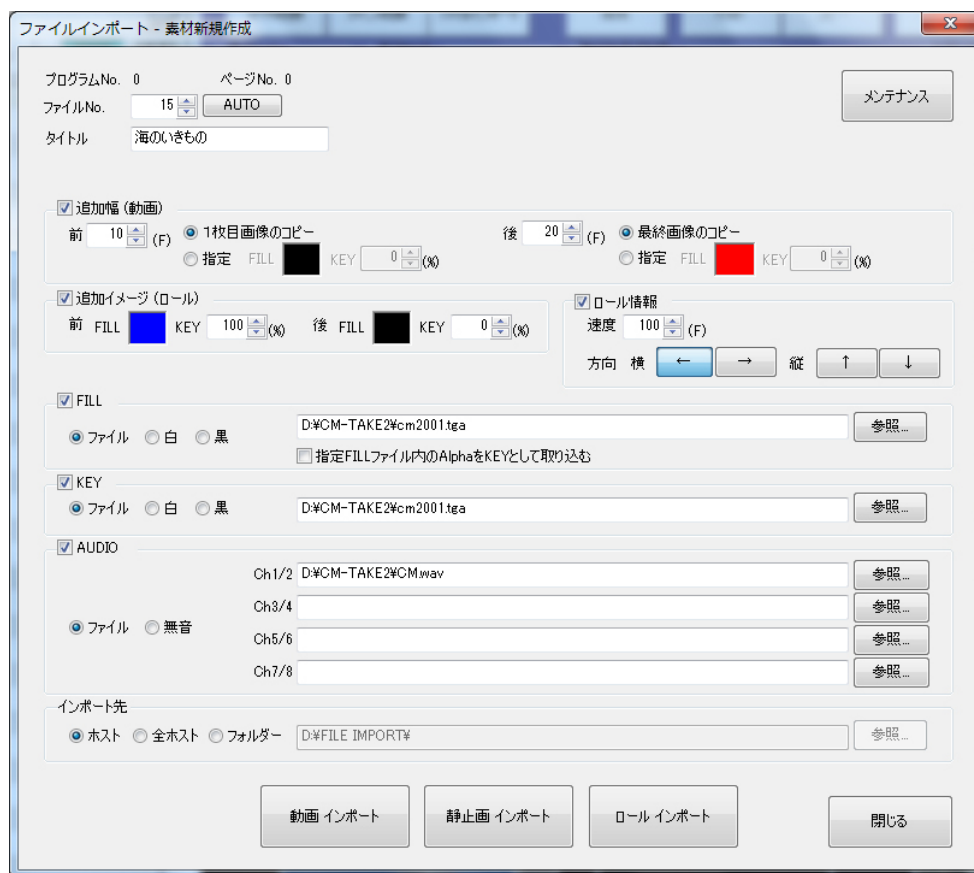 ファイルインポート - 素材新規作成
プログラムNo. 0 ページNo. 0
メンテナンス
ファイルNo. 15 AUTO
タイトル 海のいきもの
追加幅 (動画)
前 10 (F) 1枚目画像のコピー 後 20 (F) 最終画像のコピー
指定 FILL KEY 0 (%) 指定 FILL KEY 0 (%)
追加イメージ (ロール) ロール情報
前 FILL KEY 100 (%) 後 FILL KEY 0 (%) 速度 100 (F)
方向 横 ← → 縦 ↑ ↓
FILL
ファイル 白 黒 D:¥CM-TAKE2¥cm2001.tga 参照...
指定FILLファイル内のAlphaをKEYとして取り込む
KEY
ファイル 白 黒 D:¥CM-TAKE2¥cm2001.tga 参照...
AUDIO
Ch1/2 D:¥CM-TAKE2¥CM.wav 参照...
Ch3/4 参照...
ファイル 無音
Ch5/6 参照...
Ch7/8 参照...
インポート先
ホスト 全ホスト フォルダー D:¥FILE IMPORT¥ 参照...
動画 インポート 静止画 インポート ロール インポート 閉じる